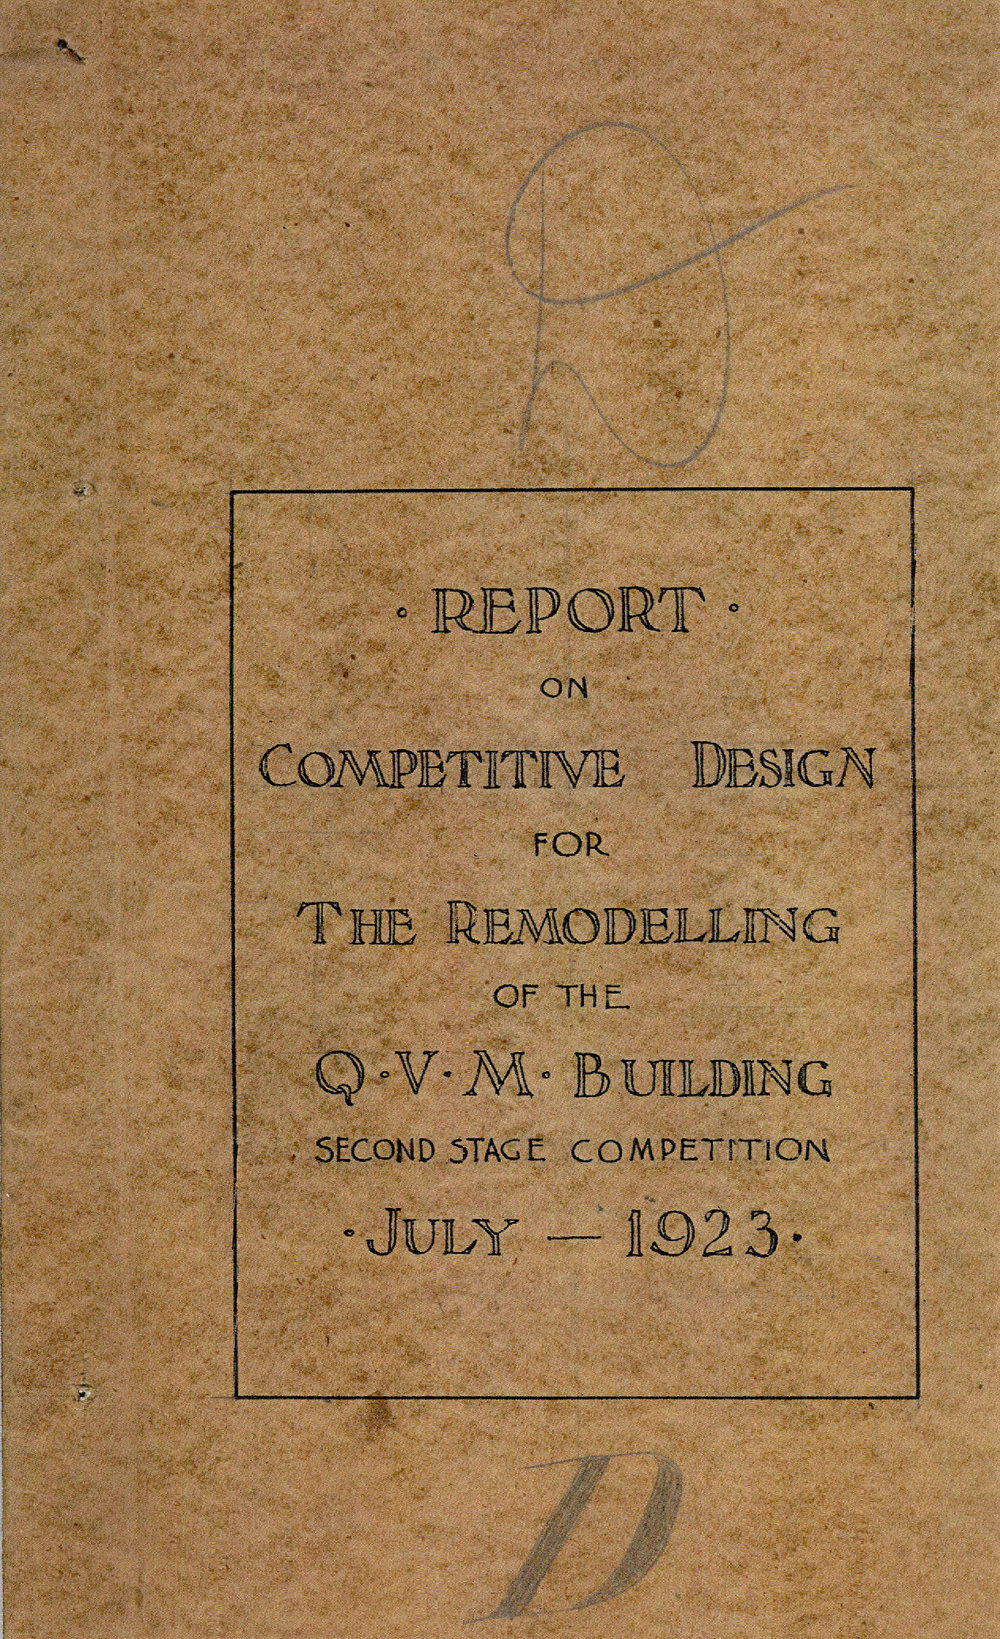 · REPORT ·
ON
COMPETITIVE DESIGN
FOR
THE REMODELLING
OF THE
Q·V·M· BUILDING
SECOND STAGE COMPETITION
· JULY — 1923 ·
D